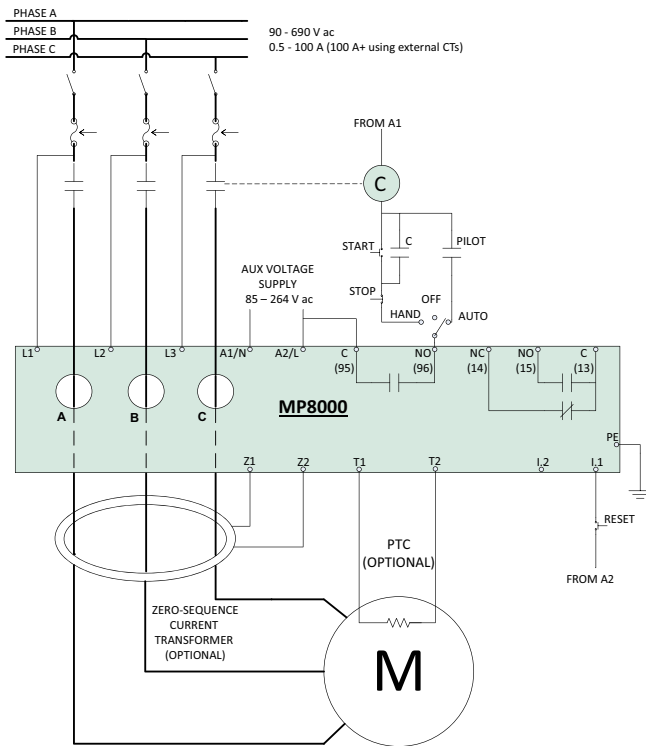 PHASE A
PHASE B
PHASE C
90 - 690 V ac
0.5 - 100 A (100 A+ using external CTs)
FROM A1
C
START
C
PILOT
AUX VOLTAGE
SUPPLY
85 – 264 V ac
STOP
OFF
HAND
AUTO
L1
L2
L3
A1/N
A2/L
C
(95)
NO
(96)
NC
(14)
NO
(15)
C
(13)
A
B
C
MP8000
PE
Z1
Z2
T1
T2
I.2
I.1
RESET
PTC
(OPTIONAL)
FROM A2
ZERO-SEQUENCE
CURRENT
TRANSFORMER
(OPTIONAL)
M